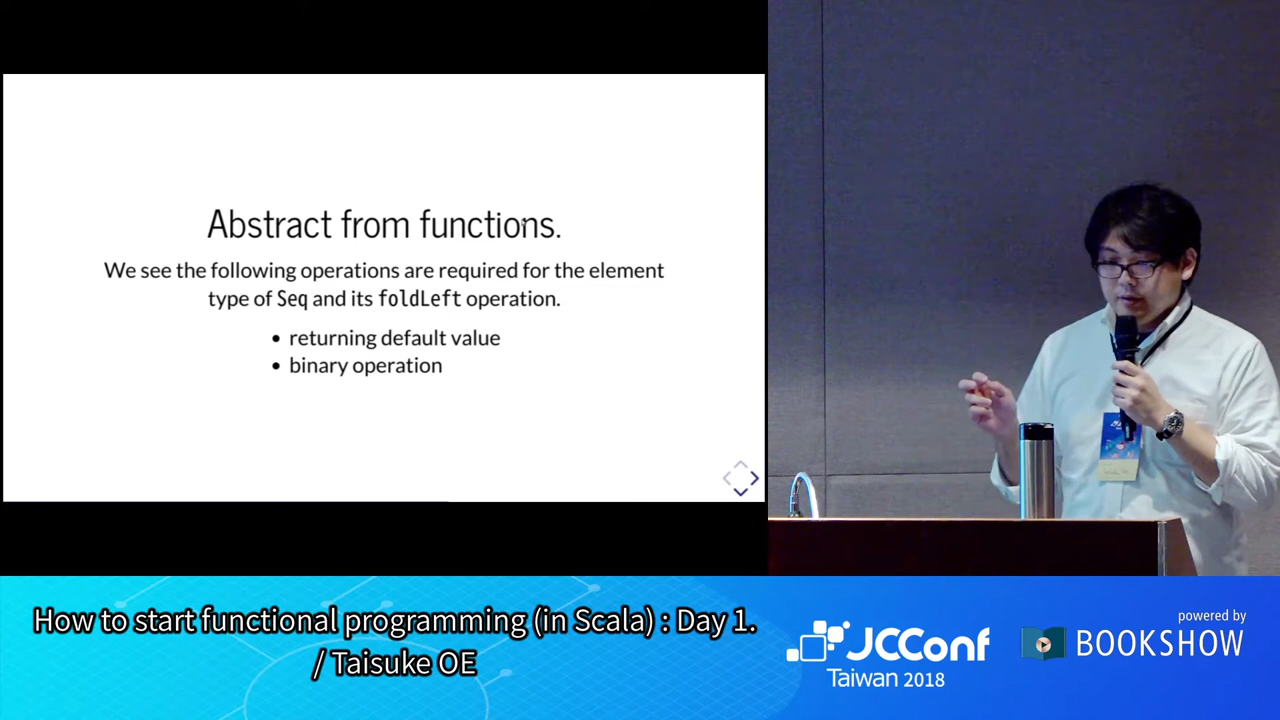 Abstract from functions.
We see the following operations are required for the element
type of Seq and its foldLeft operation.
• returning default value
• binary operation
How to start functional programming (in Scala) : Day 1.
/ Taisuke OE
JCConf
Taiwan 2018
powered by
BOOKSHOW